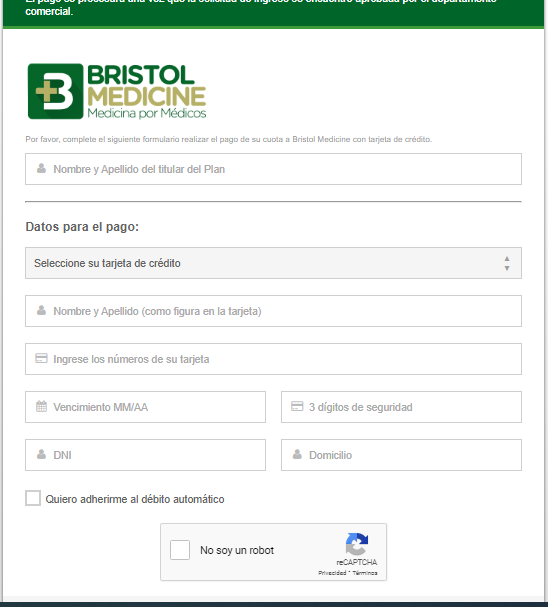 El pago se procesará una vez que la solicitud de ingreso se encuentre aprobada por el departamento
comercial.
B BRISTOL
MEDICINE
Medicina por Médicos
Por favor, complete el siguiente formulario realizar el pago de su cuota a Bristol Medicine con tarjeta de crédito.
Nombre y Apellido del titular del Plan
Datos para el pago:
Seleccione su tarjeta de crédito
Nombre y Apellido (como figura en la tarjeta)
Ingrese los números de su tarjeta
Vencimiento MM/AA
3 dígitos de seguridad
DNI
Domicilio
Quiero adherirme al débito automático
No soy un robot
reCAPTCHA
Privacidad - Términos